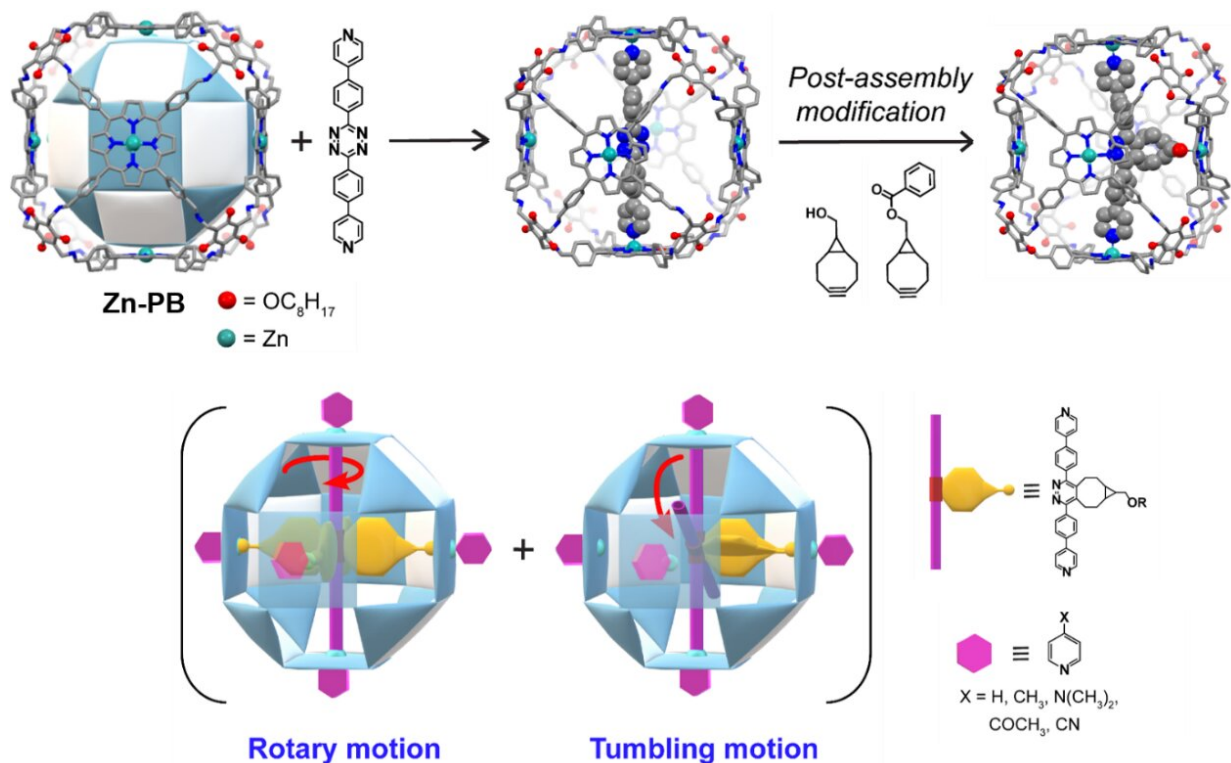 N
N N
N N
N
+
Post-assembly
modification
HO
O
O
Zn-PB
= OC₈H₁₇
= Zn
+
Rotary motion
Tumbling motion
≡
N
N
N
OR
N
≡
X
N
X = H, CH₃, N(CH₃)₂,
COCH₃, CN